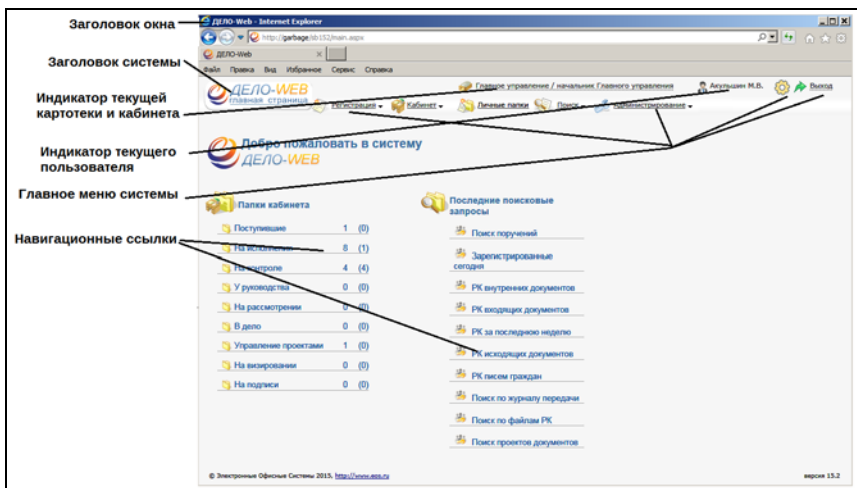 Заголовок окна
ДЕЛО-Web - Internet Explorer
http://garbage/sb152/main.aspx
ДЕЛО-Web
Заголовок системы
Файл Правка Вид Избранное Сервис Справка
ДЕЛО-WEB
главная страница
Главное управление / начальник Главного управления
Акульшин М.В.
Выход
Индикатор текущей
картотеки и кабинета
Регистрация
Кабинет
Личные папки
Поиск
Администрирование
Индикатор текущего
пользователя
Добро пожаловать в систему
ДЕЛО-WEB
Главное меню системы
Папки кабинета
Последние поисковые
запросы
Навигационные ссылки
Поступившие 1 (0)
На исполнении 8 (1)
На контроле 4 (4)
У руководства 0 (0)
На рассмотрении 0 (0)
В дело 0 (0)
Управление проектами 1 (0)
На визировании 0 (0)
На подписи 0 (0)
Поиск поручений
Зарегистрированные
сегодня
РК внутренних документов
РК входящих документов
РК за последнюю неделю
РК исходящих документов
РК писем граждан
Поиск по журналу передачи
Поиск по файлам РК
Поиск проектов документов
© Электронные Офисные Системы 2015, http://www.eos.ru
версия 15.2